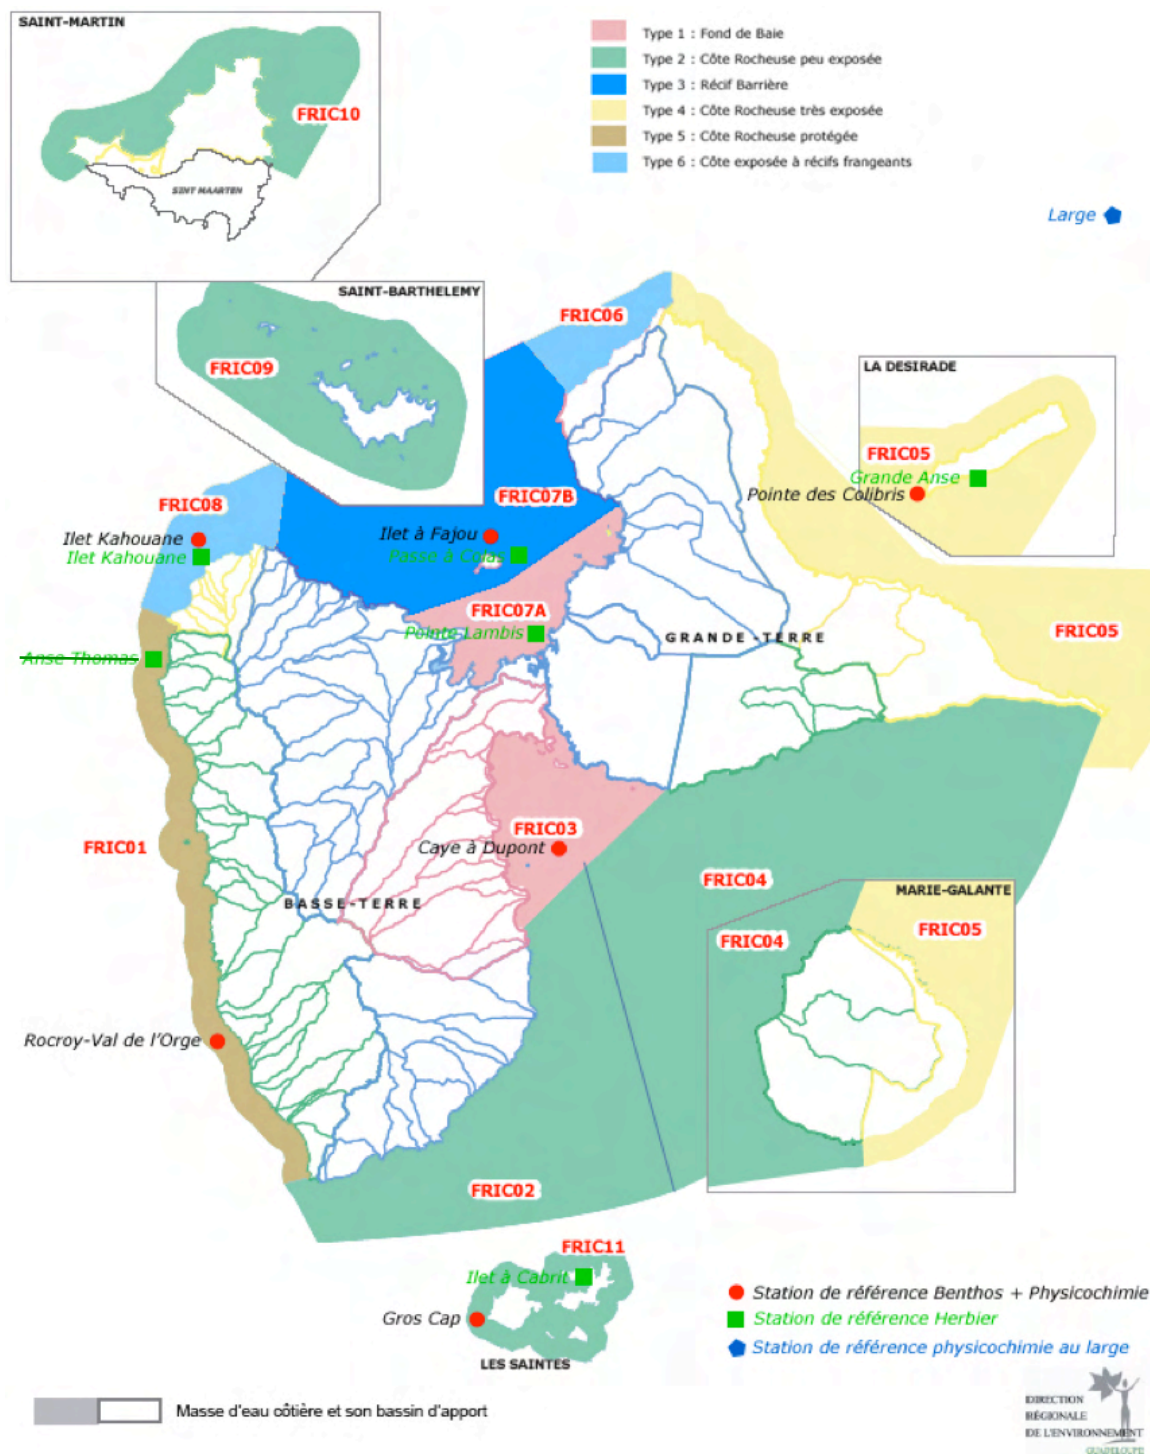 SAINT-MARTIN
FRIC10
SINT MAARTEN
Type 1 : Fond de Baie
Type 2 : Côte Rocheuse peu exposée
Type 3 : Récif Barrière
Type 4 : Côte Rocheuse très exposée
Type 5 : Côte Rocheuse protégée
Type 6 : Côte exposée à récifs frangeants
Large
SAINT-BARTHELEMY
FRIC09
FRIC06
LA DESIRADE
FRIC05
Grande Anse
Pointe des Colibris
FRIC08
FRIC07B
Ilet Kahouane
Ilet Kahouane
Ilet à Fajou
Passe à Colas
FRIC07A
Pointe Lambis
GRANDE-TERRE
FRIC05
Anse Thomas
FRIC01
FRIC03
Caye à Dupont
FRIC04
BASSE-TERRE
MARIE-GALANTE
FRIC04
FRIC05
Rocroy-Val de l'Orge
FRIC02
FRIC11
Ilet à Cabrit
Gros Cap
LES SAINTES
Station de référence Benthos + Physicochimie
Station de référence Herbier
Station de référence physicochimie au large
Masse d'eau côtière et son bassin d'apport
DIRECTION
RÉGIONALE
DE L'ENVIRONNEMENT
GUADELOUPE